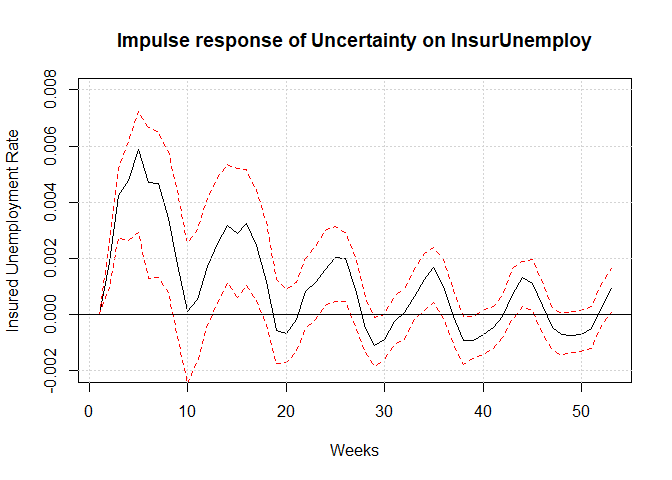 Impulse response of Uncertainty on InsurUnemploy
Insured Unemployment Rate
0.008
0.006
0.004
0.002
0.000
-0.002
0 10 20 30 40 50
Weeks